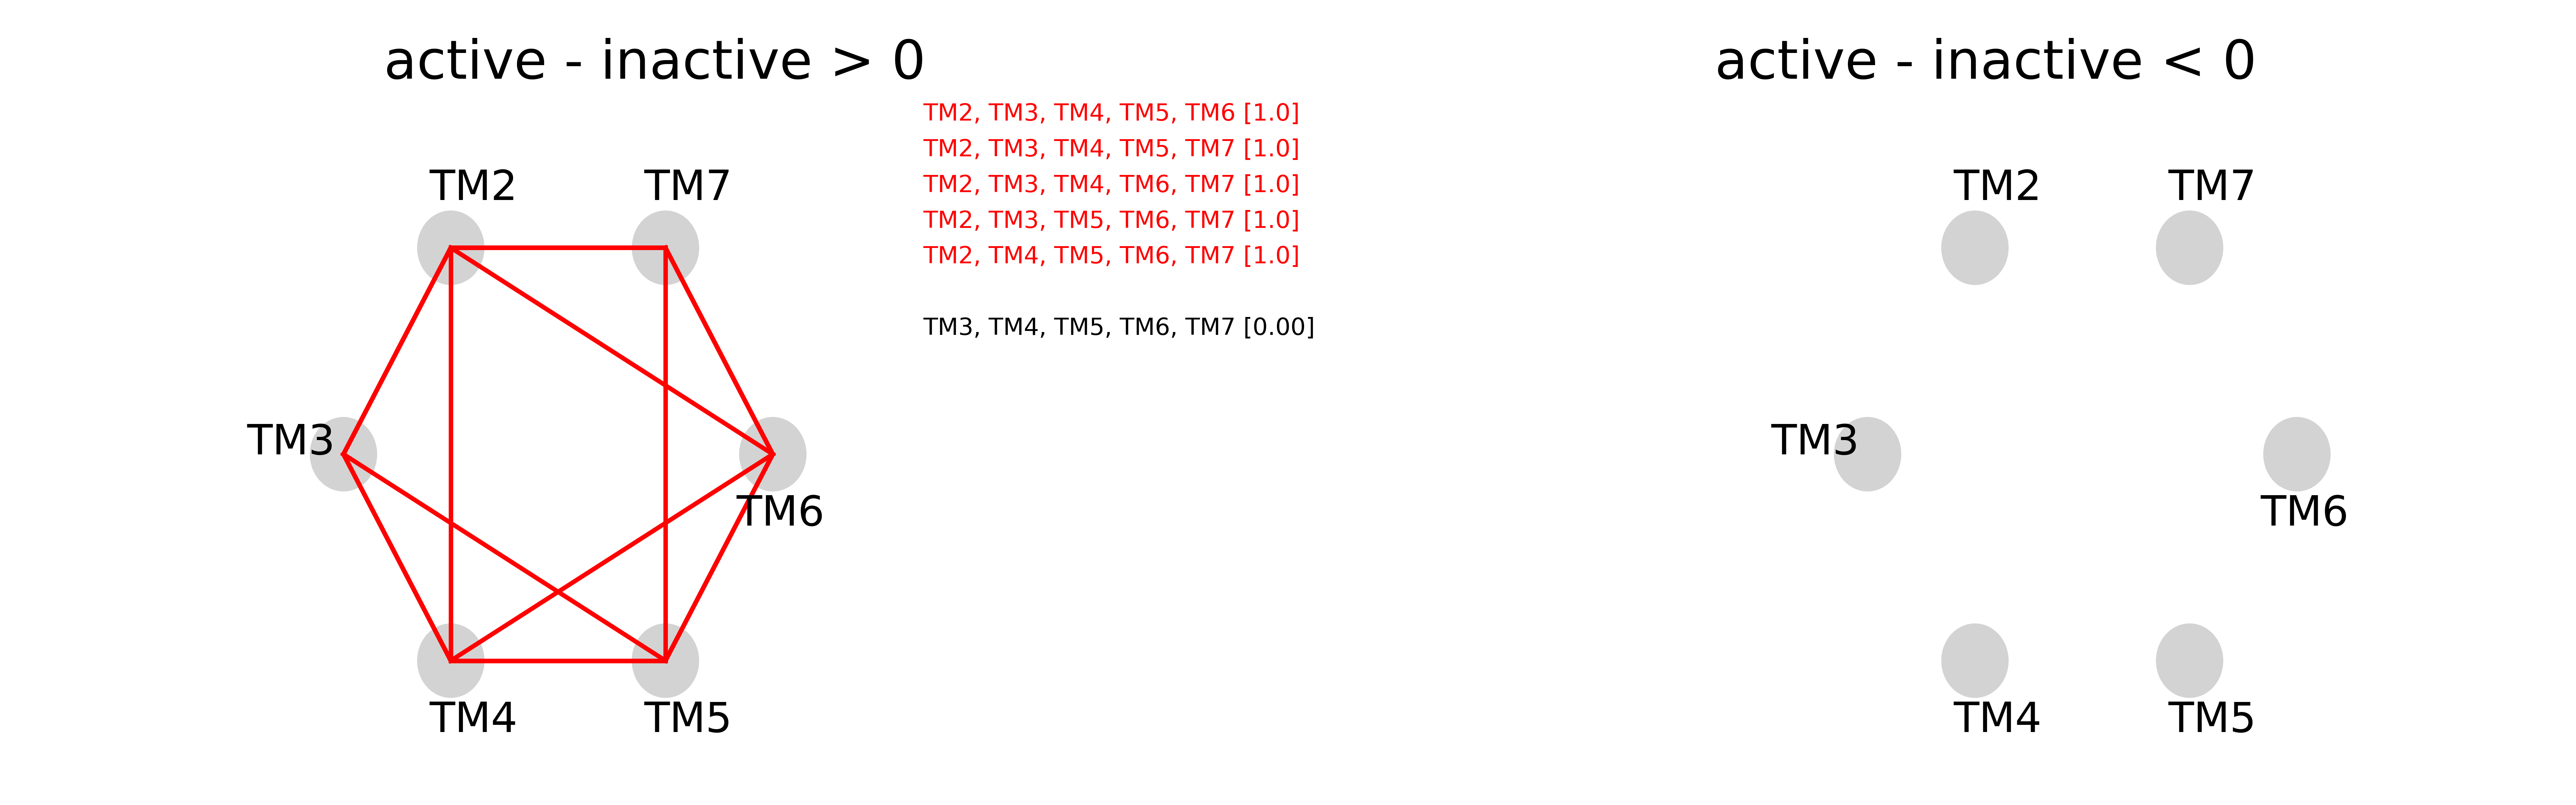 active - inactive > 0
active - inactive < 0
TM2, TM3, TM4, TM5, TM6 [1.0]
TM2, TM3, TM4, TM5, TM7 [1.0]
TM2, TM3, TM4, TM6, TM7 [1.0]
TM2, TM3, TM5, TM6, TM7 [1.0]
TM2, TM4, TM5, TM6, TM7 [1.0]
TM3, TM4, TM5, TM6, TM7 [0.00]
TM2
TM7
TM3
TM6
TM4
TM5
TM2
TM7
TM3
TM6
TM4
TM5